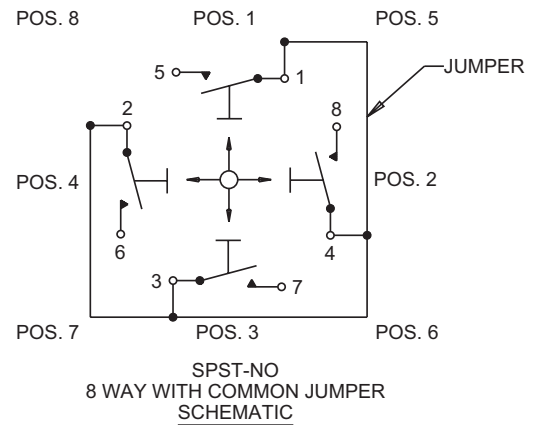 POS. 8 POS. 1 POS. 5
JUMPER
5 1
2 8
POS. 4 POS. 2
6 4
3 7
POS. 7 POS. 3 POS. 6
SPST-NO
8 WAY WITH COMMON JUMPER
SCHEMATIC